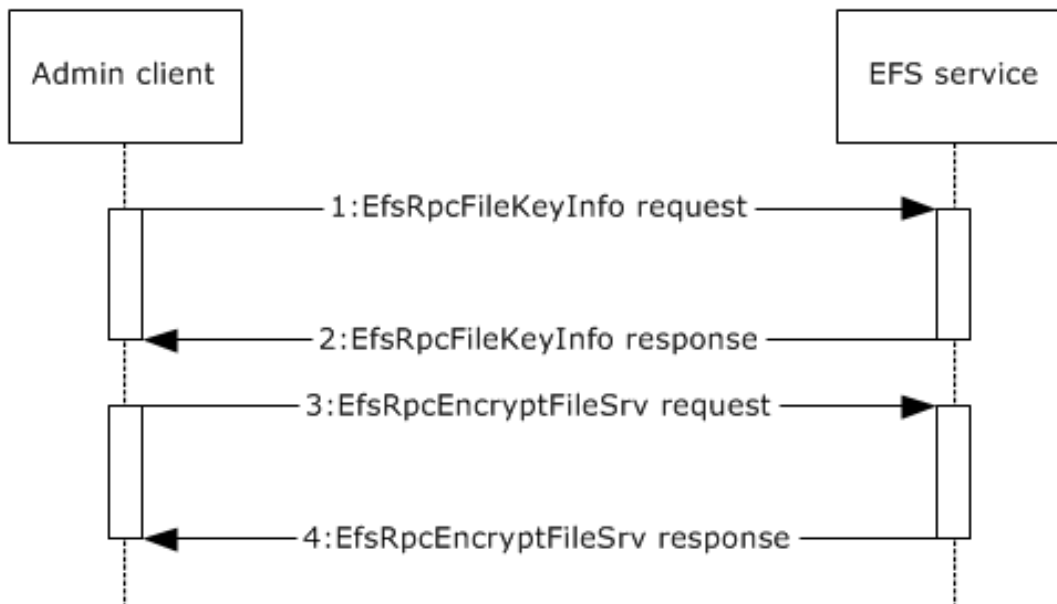 Admin client
EFS service
1:EfsRpcFileKeyInfo request
2:EfsRpcFileKeyInfo response
3:EfsRpcEncryptFileSrv request
4:EfsRpcEncryptFileSrv response